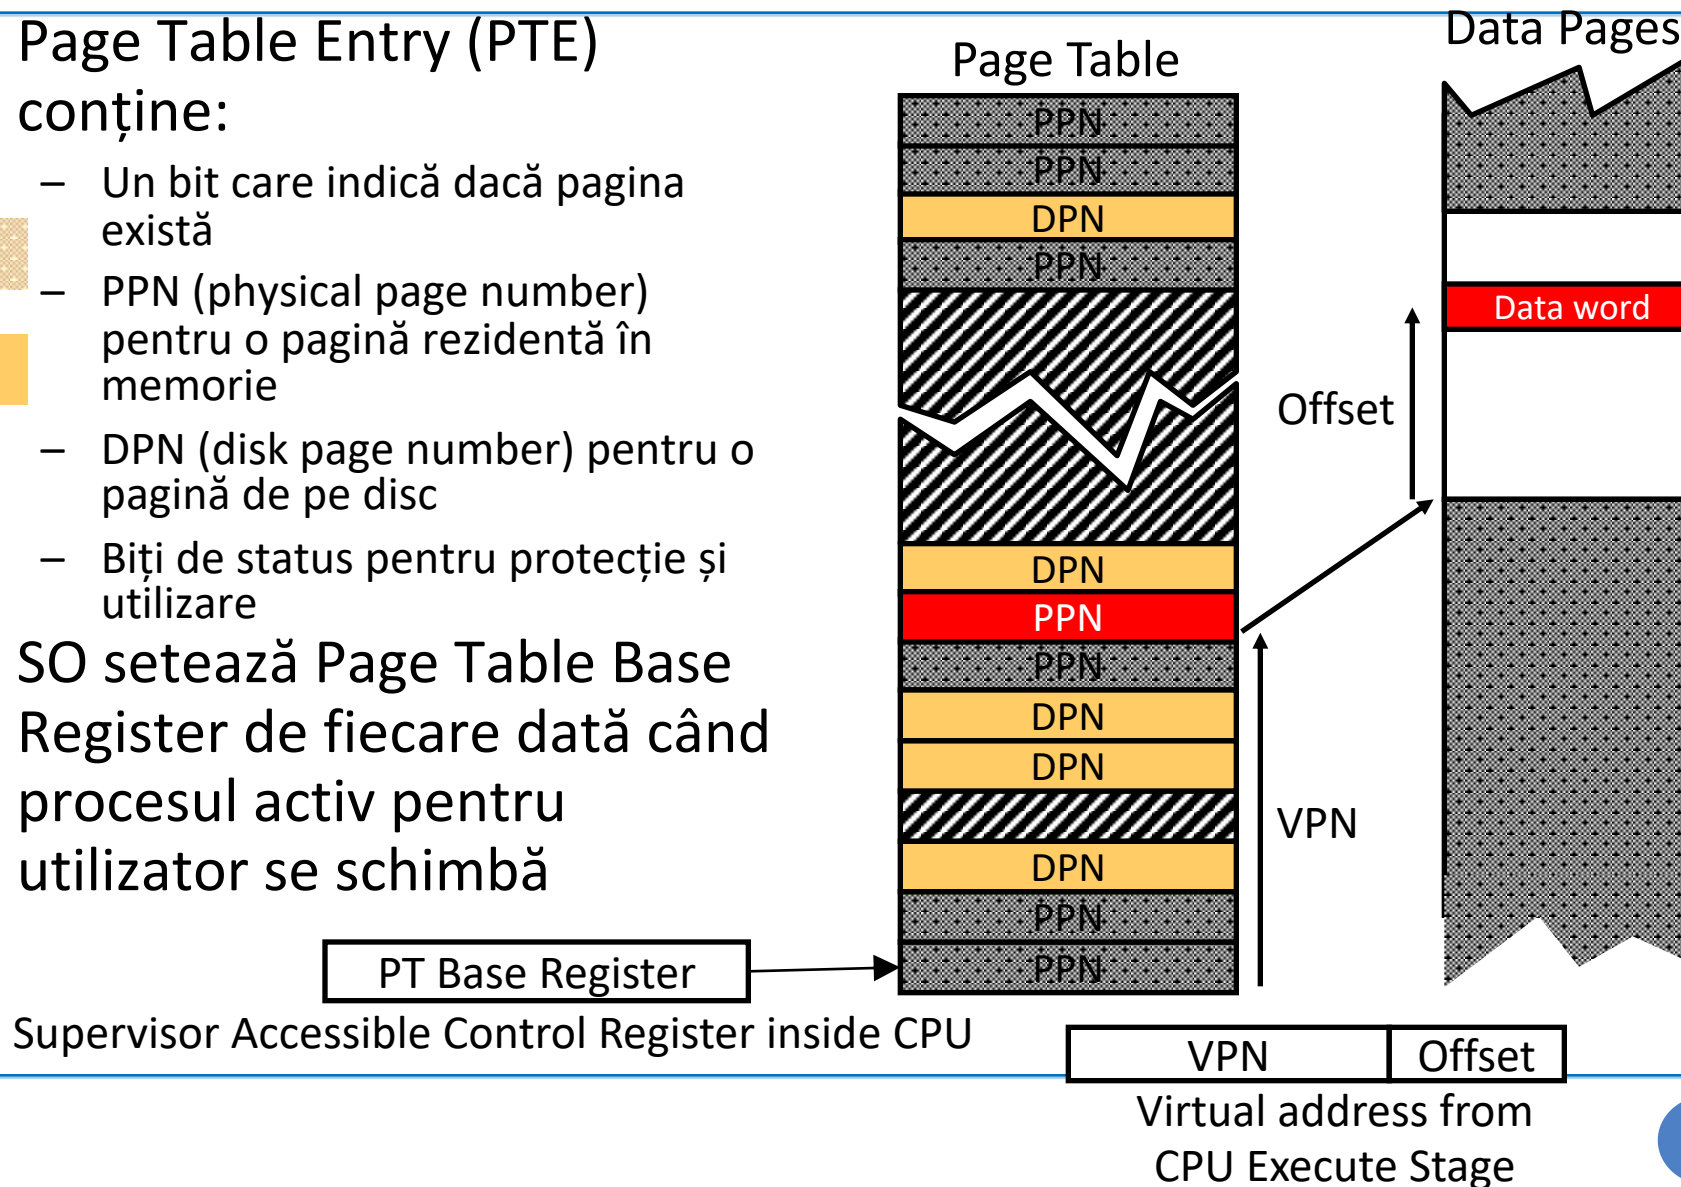 Page Table Entry (PTE)
conține:
– Un bit care indică dacă pagina
există
– PPN (physical page number)
pentru o pagină rezidentă în
memorie
– DPN (disk page number) pentru o
pagină de pe disc
– Biți de status pentru protecție și
utilizare
SO setează Page Table Base
Register de fiecare dată când
procesul activ pentru
utilizator se schimbă
PT Base Register
Supervisor Accessible Control Register inside CPU
Page Table
PPN
PPN
DPN
PPN
DPN
PPN
PPN
DPN
DPN
DPN
PPN
PPN
VPN
Offset
Data Pages
Data word
VPN Offset
Virtual address from
CPU Execute Stage